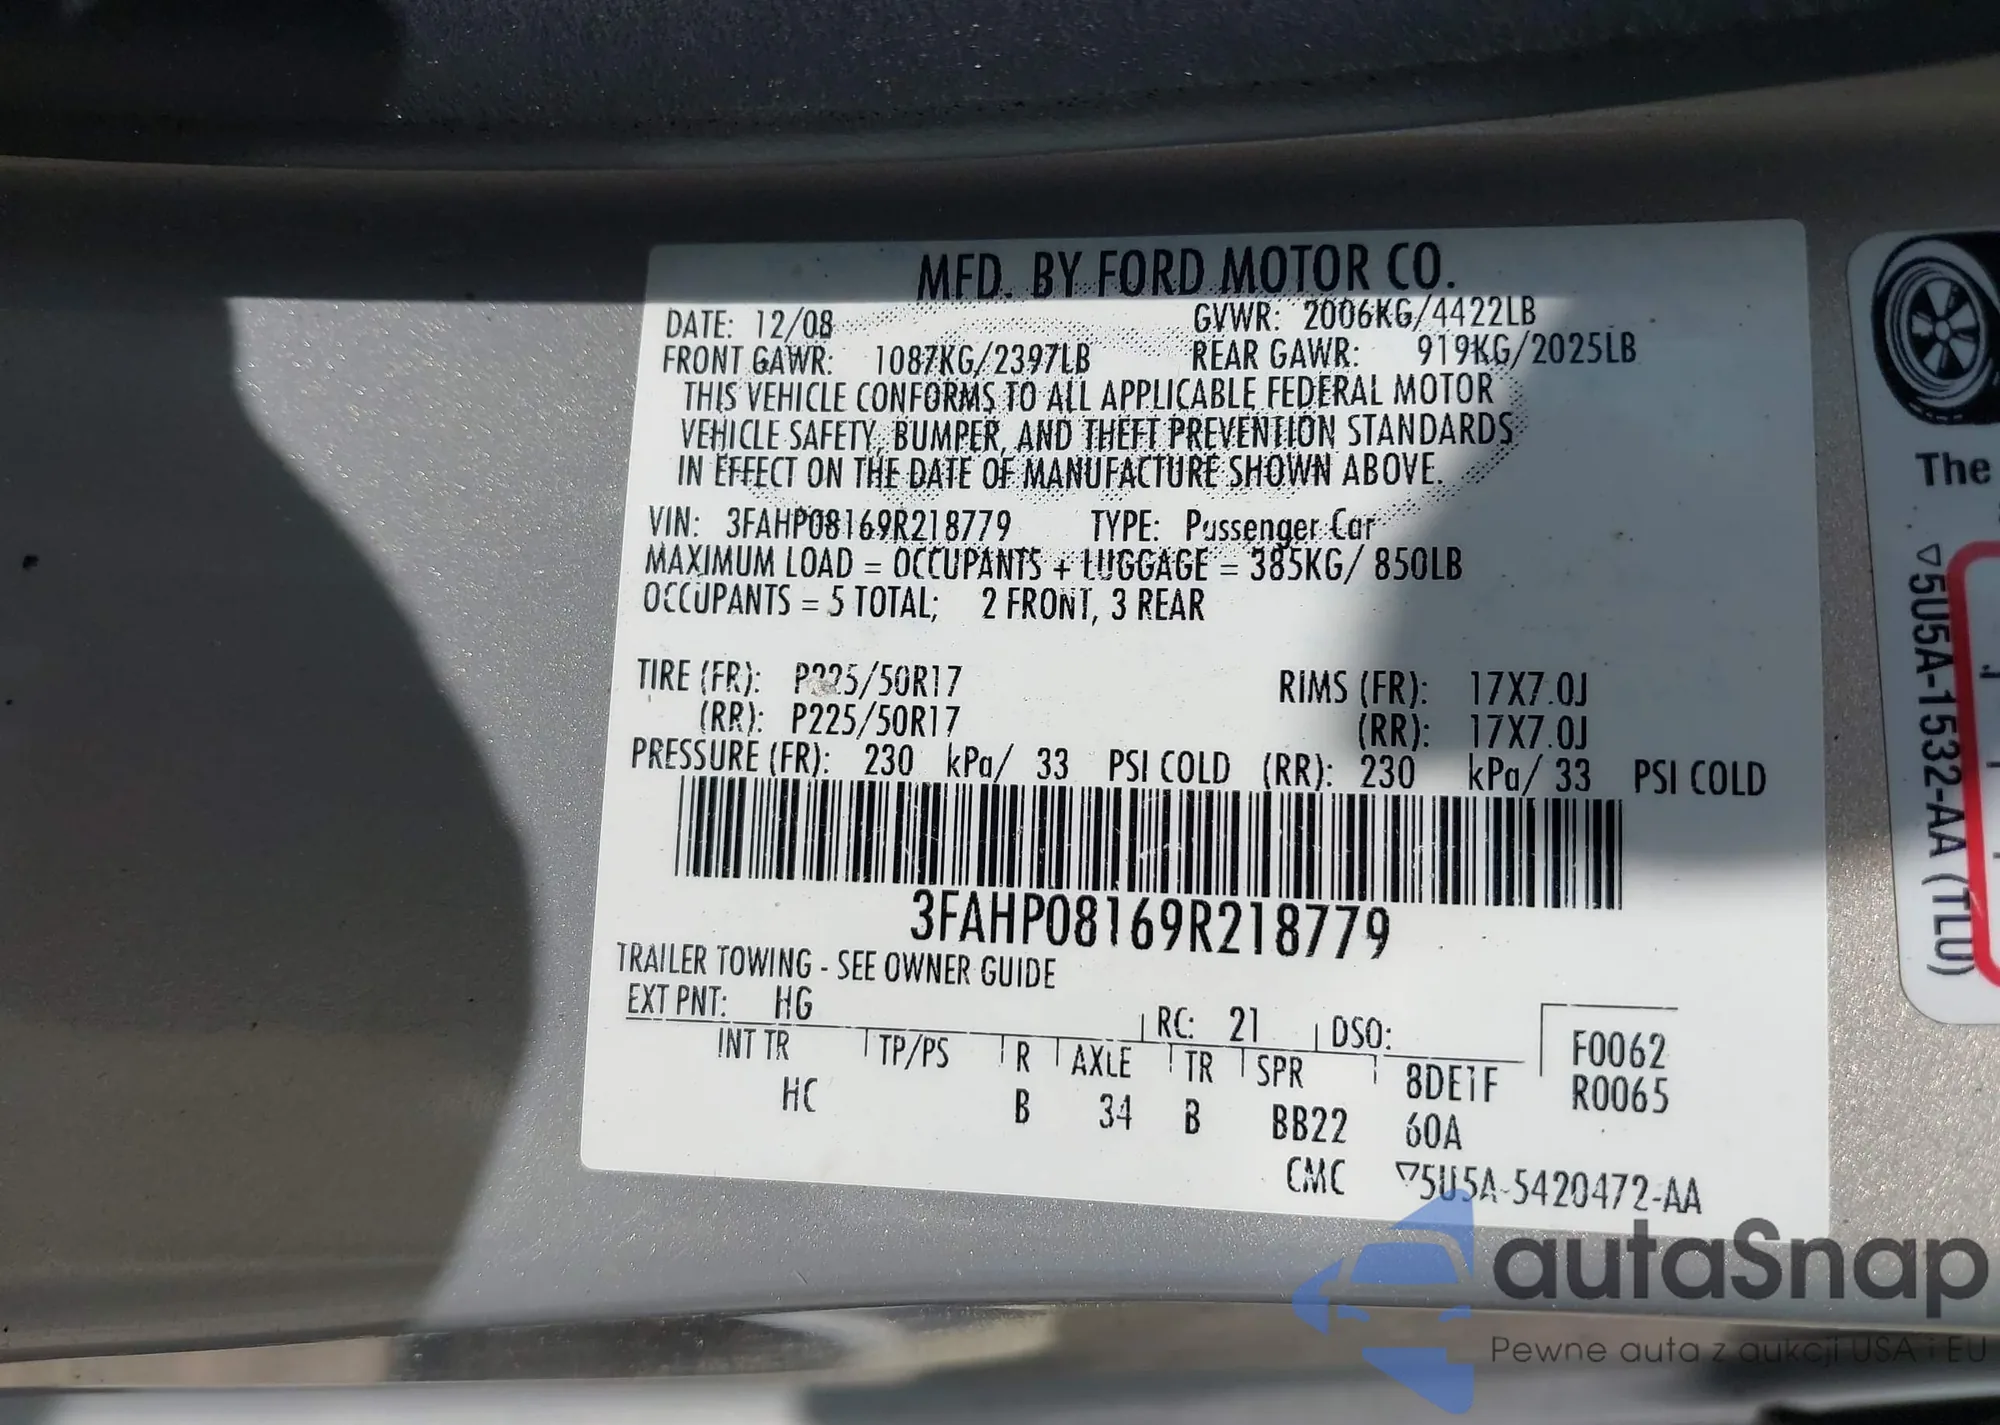 MFD. BY FORD MOTOR CO.
DATE: 12/08 GVWR: 2006KG/4422LB
FRONT GAWR: 1087KG/2397LB REAR GAWR: 919KG/2025LB
THIS VEHICLE CONFORMS TO ALL APPLICABLE FEDERAL MOTOR
VEHICLE SAFETY, BUMPER, AND THEFT PREVENTION STANDARDS
IN EFFECT ON THE DATE OF MANUFACTURE SHOWN ABOVE.
VIN: 3FAHP08169R218779 TYPE: Passenger Car
MAXIMUM LOAD = OCCUPANTS + LUGGAGE = 385KG/ 850LB
OCCUPANTS = 5 TOTAL; 2 FRONT, 3 REAR
TIRE (FR): P225/50R17 RIMS (FR): 17X7.0J
(RR): P225/50R17 (RR): 17X7.0J
PRESSURE (FR): 230 kPa/ 33 PSI COLD (RR): 230 kPa/ 33 PSI COLD
3FAHP08169R218779
TRAILER TOWING - SEE OWNER GUIDE
EXT PNT: HG RC: 21 DSO: F0062
INT TR TP/PS R AXLE TR SPR 8DE1F R0065
HC B 34 B BB22 60A
CMC ▽5U5A-5420472-AA
The
▽5U5A-1532-AA (TLU)
autaSnap
Pewne auta z aukcji USA i EU